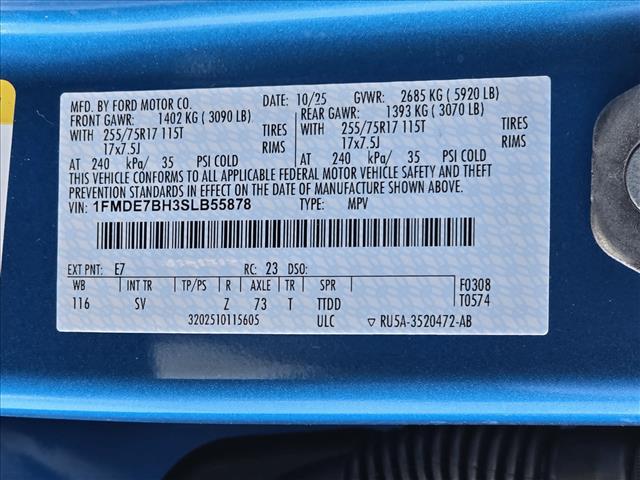 MFD. BY FORD MOTOR CO. DATE: 10/25 GVWR: 2685 KG ( 5920 LB)
FRONT GAWR: 1402 KG ( 3090 LB) REAR GAWR: 1393 KG ( 3070 LB)
WITH 255/75R17 115T TIRES WITH 255/75R17 115T TIRES
17x7.5J RIMS 17x7.5J RIMS
AT 240 kPa/ 35 PSI COLD AT 240 kPa/ 35 PSI COLD
THIS VEHICLE CONFORMS TO ALL APPLICABLE FEDERAL MOTOR VEHICLE SAFETY AND THEFT
PREVENTION STANDARDS IN EFFECT ON THE DATE OF MANUFACTURE SHOWN ABOVE.
VIN: 1FMDE7BH3SLB55878 TYPE: MPV
EXT PNT: E7 RC: 23 DSO:
WB INT TR TP/PS R AXLE TR SPR F0308
116 SV Z 73 T TTDD T0574
3202510115605 ULC ▽ RU5A-3520472-AB